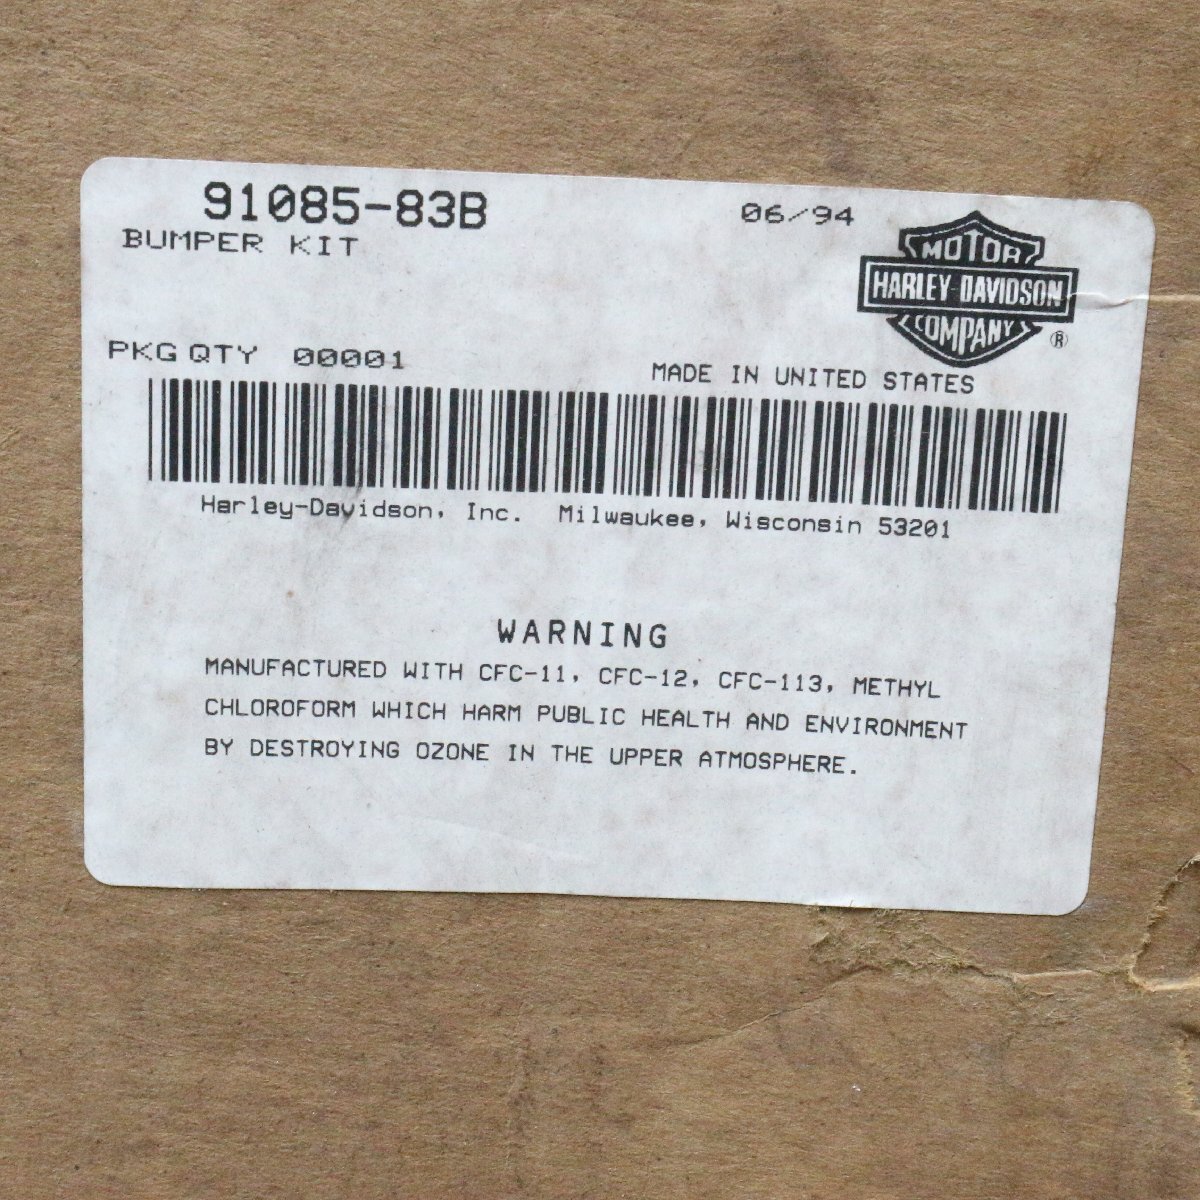 91085-83B
06/94
BUMPER KIT
MOTOR
HARLEY-DAVIDSON
COMPANY
®
PKG QTY 00001
MADE IN UNITED STATES
Harley-Davidson, Inc. Milwaukee, Wisconsin 53201
WARNING
MANUFACTURED WITH CFC-11, CFC-12, CFC-113, METHYL
CHLOROFORM WHICH HARM PUBLIC HEALTH AND ENVIRONMENT
BY DESTROYING OZONE IN THE UPPER ATMOSPHERE.